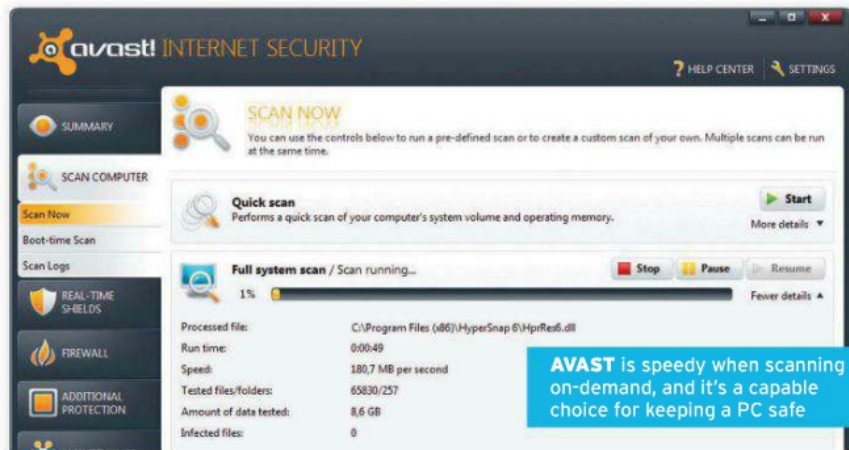 avast! INTERNET SECURITY
? HELP CENTER
SETTINGS
SUMMARY
SCAN COMPUTER
Scan Now
Boot-time Scan
Scan Logs
REAL-TIME
SHIELDS
FIREWALL
ADDITIONAL
PROTECTION
SCAN NOW
You can use the controls below to run a pre-defined scan or to create a custom scan of your own. Multiple scans can be run
at the same time.
Quick scan
Performs a quick scan of your computer's system volume and operating memory.
Start
More details
Full system scan / Scan running...
Stop
Pause
Resume
1%
Fewer details
Processed file: C:\Program Files (x86)\HyperSnap 6\HprRes6.dll
Run time: 0:00:49
Speed: 180,7 MB per second
Tested files/folders: 65830/257
Amount of data tested: 8,6 GB
Infected files: 0
AVAST is speedy when scanning
on-demand, and it's a capable
choice for keeping a PC safe